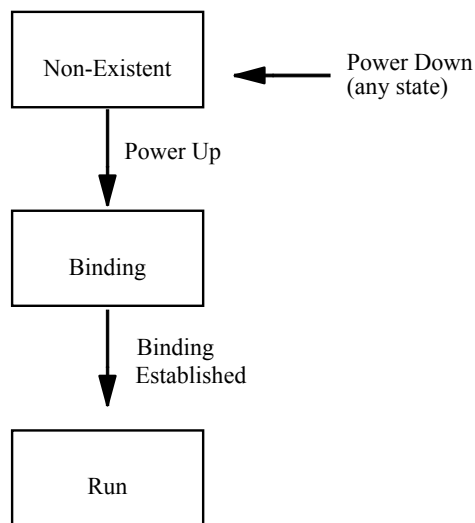 Non-Existent
Power Down
(any state)
Power Up
Binding
Binding
Established
Run